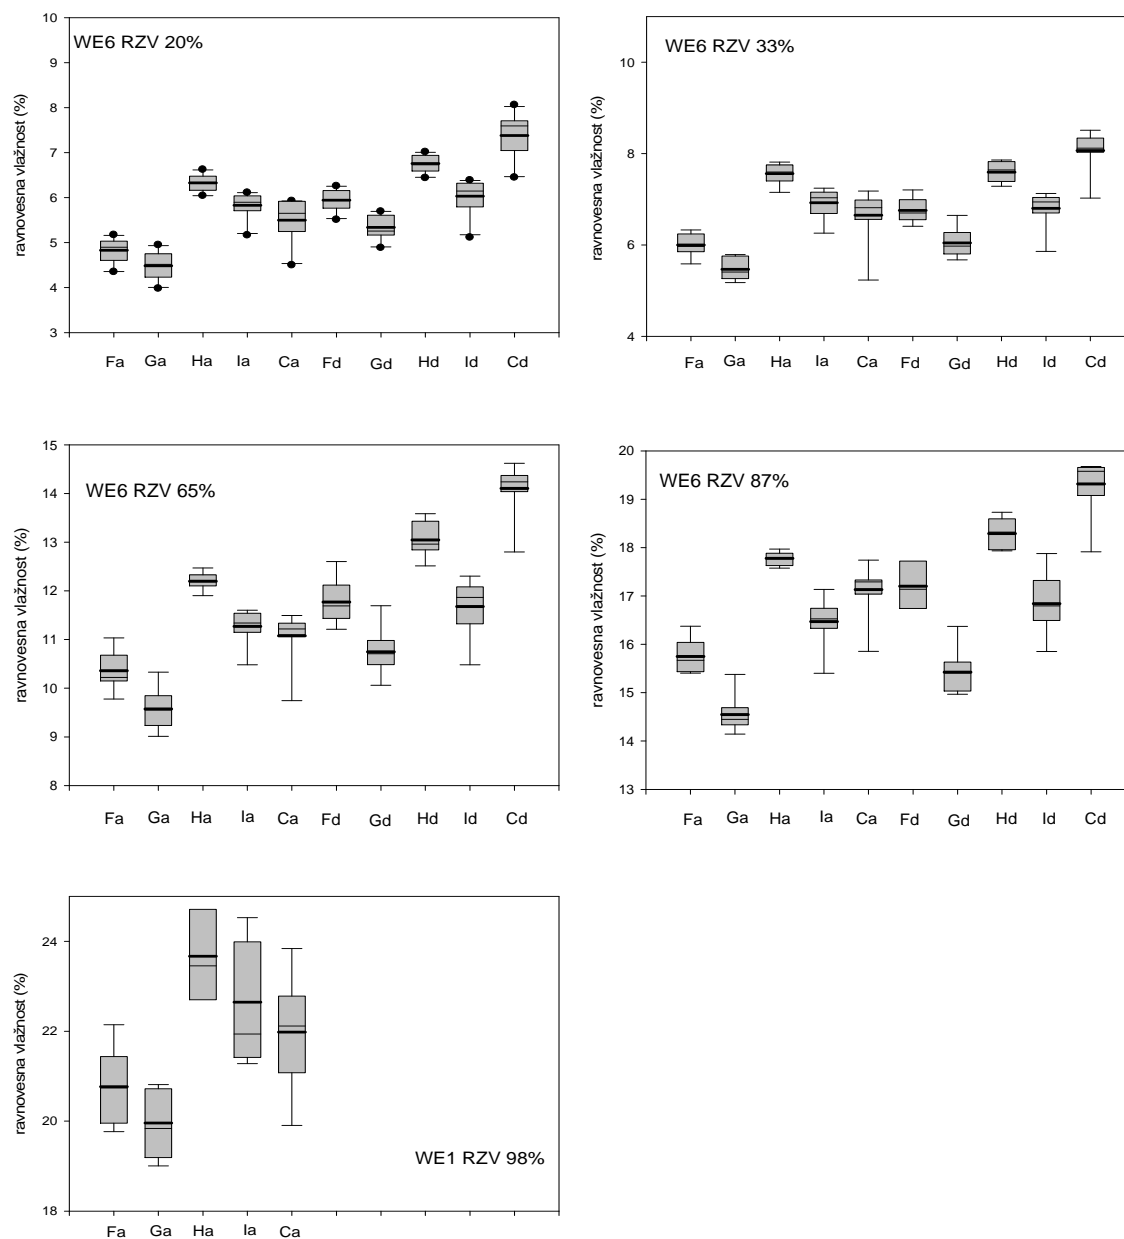 WE6 RZV 20%
ravnovesna vlažnost (%)
10
9
8
7
6
5
4
3
Fa Ga Ha Ia Ca Fd Gd Hd Id Cd
WE6 RZV 33%
10
8
6
4
Fa Ga Ha Ia Ca Fd Gd Hd Id Cd
WE6 RZV 65%
ravnovesna vlažnost (%)
15
14
13
12
11
10
9
8
Fa Ga Ha Ia Ca Fd Gd Hd Id Cd
WE6 RZV 87%
ravnovesna vlažnost (%)
20
19
18
17
16
15
14
13
Fa Ga Ha Ia Ca Fd Gd Hd Id Cd
ravnovesna vlažnost (%)
24
22
20
18
WE1 RZV 98%
Fa Ga Ha Ia Ca